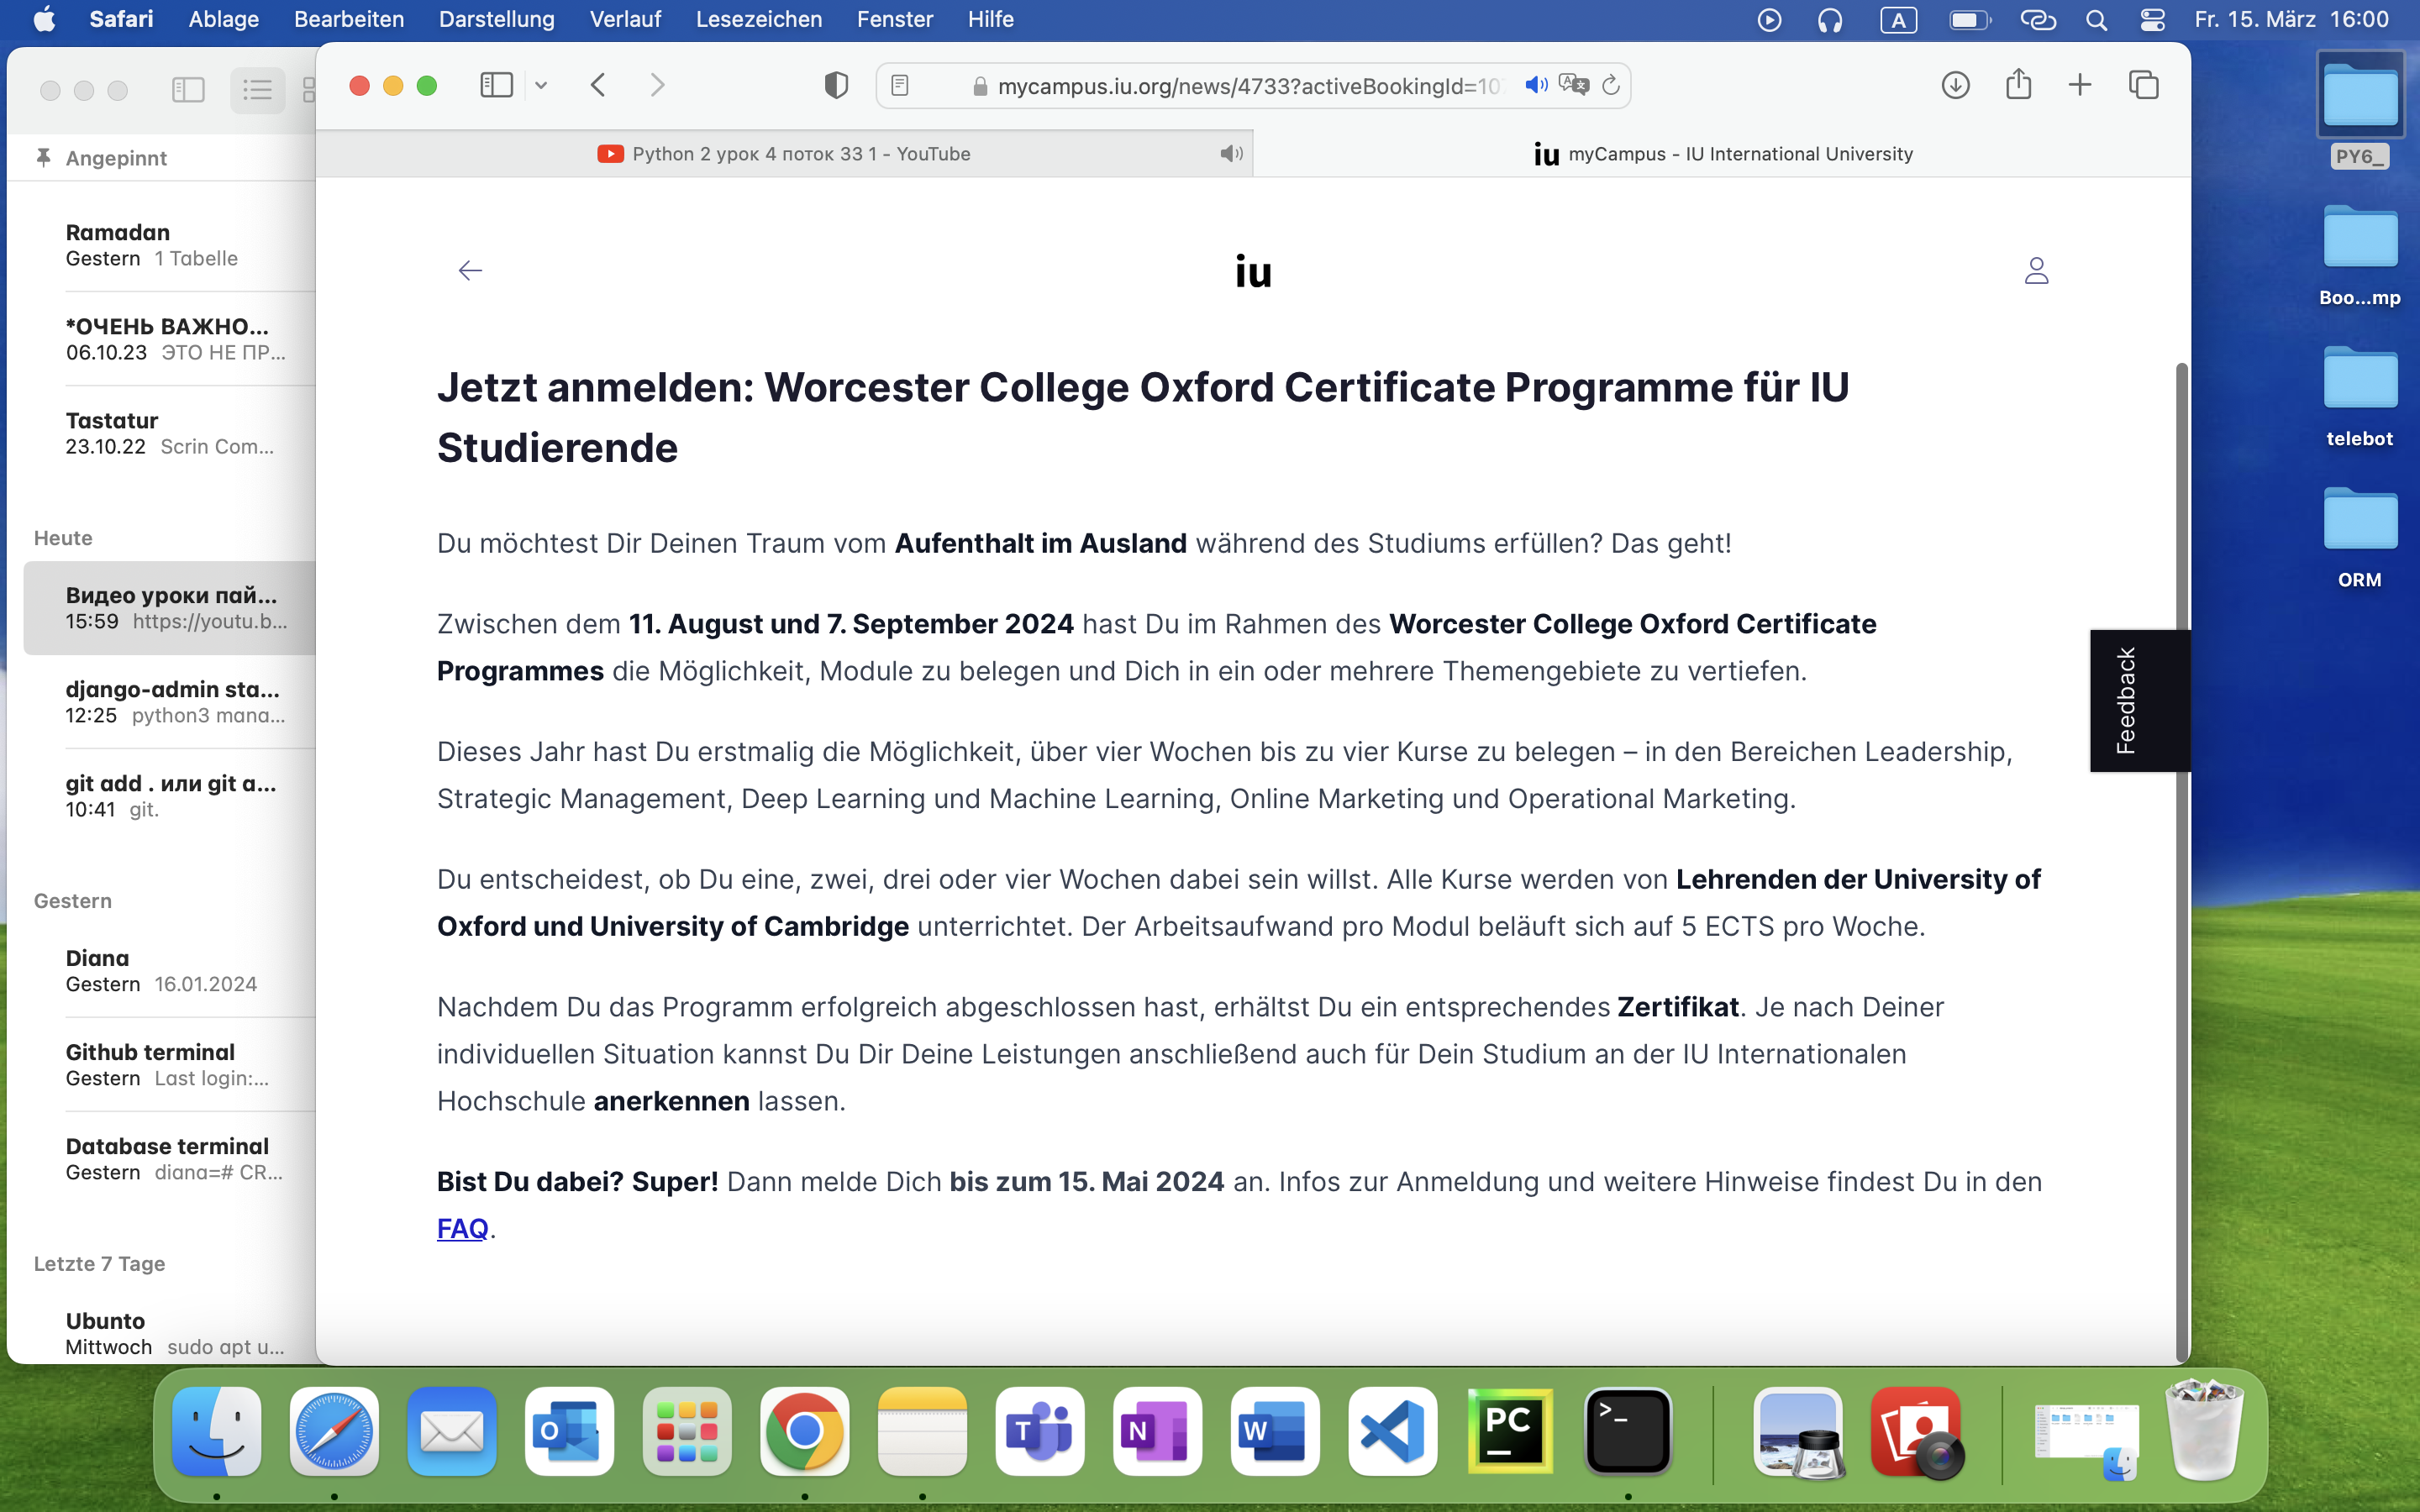 Safari Ablage Bearbeiten Darstellung Verlauf Lesezeichen Fenster Hilfe A Fr. 15. März 16:00
mycampus.iu.org/news/4733?activeBookingId=10
Python 2 урок 4 поток 33 1 - YouTube
iu myCampus - IU International University
Angepinnt
Ramadan
Gestern 1 Tabelle
*ОЧЕНЬ ВАЖНО...
06.10.23 ЭТО НЕ ПР...
Tastatur
23.10.22 Scrin Com...
Heute
Видео уроки пай...
15:59 https://youtu.b...
django-admin sta...
12:25 python3 mana...
git add . или git a...
10:41 git.
Gestern
Diana
Gestern 16.01.2024
Github terminal
Gestern Last login:...
Database terminal
Gestern diana=# CR...
Letzte 7 Tage
Ubunto
Mittwoch sudo apt u...
iu
Jetzt anmelden: Worcester College Oxford Certificate Programme für IU
Studierende
Du möchtest Dir Deinen Traum vom Aufenthalt im Ausland während des Studiums erfüllen? Das geht!
Zwischen dem 11. August und 7. September 2024 hast Du im Rahmen des Worcester College Oxford Certificate
Programmes die Möglichkeit, Module zu belegen und Dich in ein oder mehrere Themengebiete zu vertiefen.
Dieses Jahr hast Du erstmalig die Möglichkeit, über vier Wochen bis zu vier Kurse zu belegen – in den Bereichen Leadership,
Strategic Management, Deep Learning und Machine Learning, Online Marketing und Operational Marketing.
Du entscheidest, ob Du eine, zwei, drei oder vier Wochen dabei sein willst. Alle Kurse werden von Lehrenden der University of
Oxford und University of Cambridge unterrichtet. Der Arbeitsaufwand pro Modul beläuft sich auf 5 ECTS pro Woche.
Nachdem Du das Programm erfolgreich abgeschlossen hast, erhältst Du ein entsprechendes Zertifikat. Je nach Deiner
individuellen Situation kannst Du Dir Deine Leistungen anschließend auch für Dein Studium an der IU Internationalen
Hochschule anerkennen lassen.
Bist Du dabei? Super! Dann melde Dich bis zum 15. Mai 2024 an. Infos zur Anmeldung und weitere Hinweise findest Du in den
FAQ.
Feedback
PY6_
Boo...mp
telebot
ORM
O
T
N
W
PC
>_